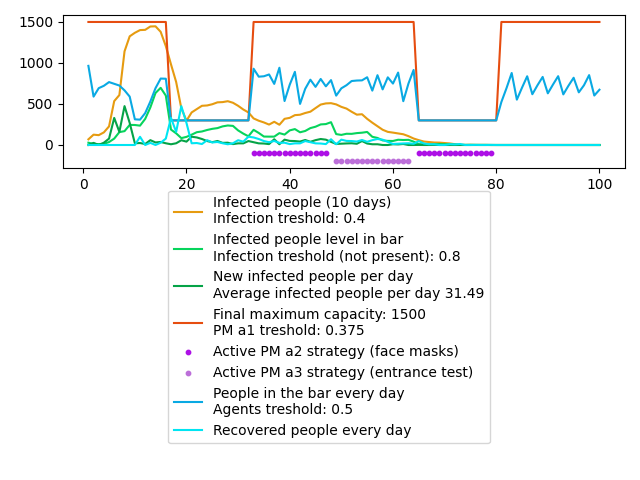 1500
1000
500
0
0 20 40 60 80 100
Infected people (10 days)
Infection treshold: 0.4
Infected people level in bar
Infection treshold (not present): 0.8
New infected people per day
Average infected people per day 31.49
Final maximum capacity: 1500
PM a1 treshold: 0.375
Active PM a2 strategy (face masks)
Active PM a3 strategy (entrance test)
People in the bar every day
Agents treshold: 0.5
Recovered people every day